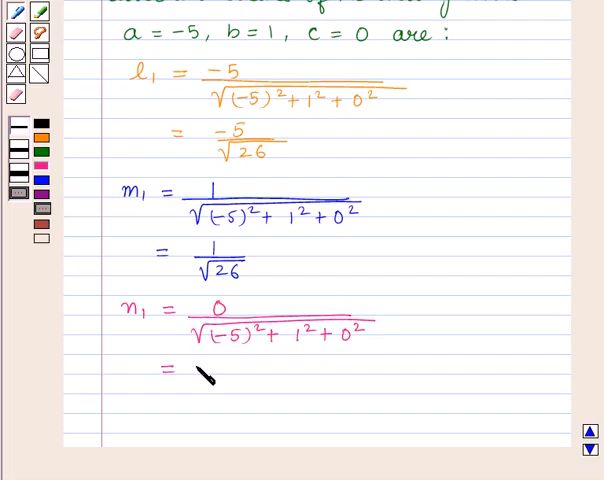 a = -5, b = 1, c = 0 are :
l₁ = -5 / √((-5)² + 1² + 0²)
= -5 / √26
m₁ = 1 / √((-5)² + 1² + 0²)
= 1 / √26
n₁ = 0 / √((-5)² + 1² + 0²)
=